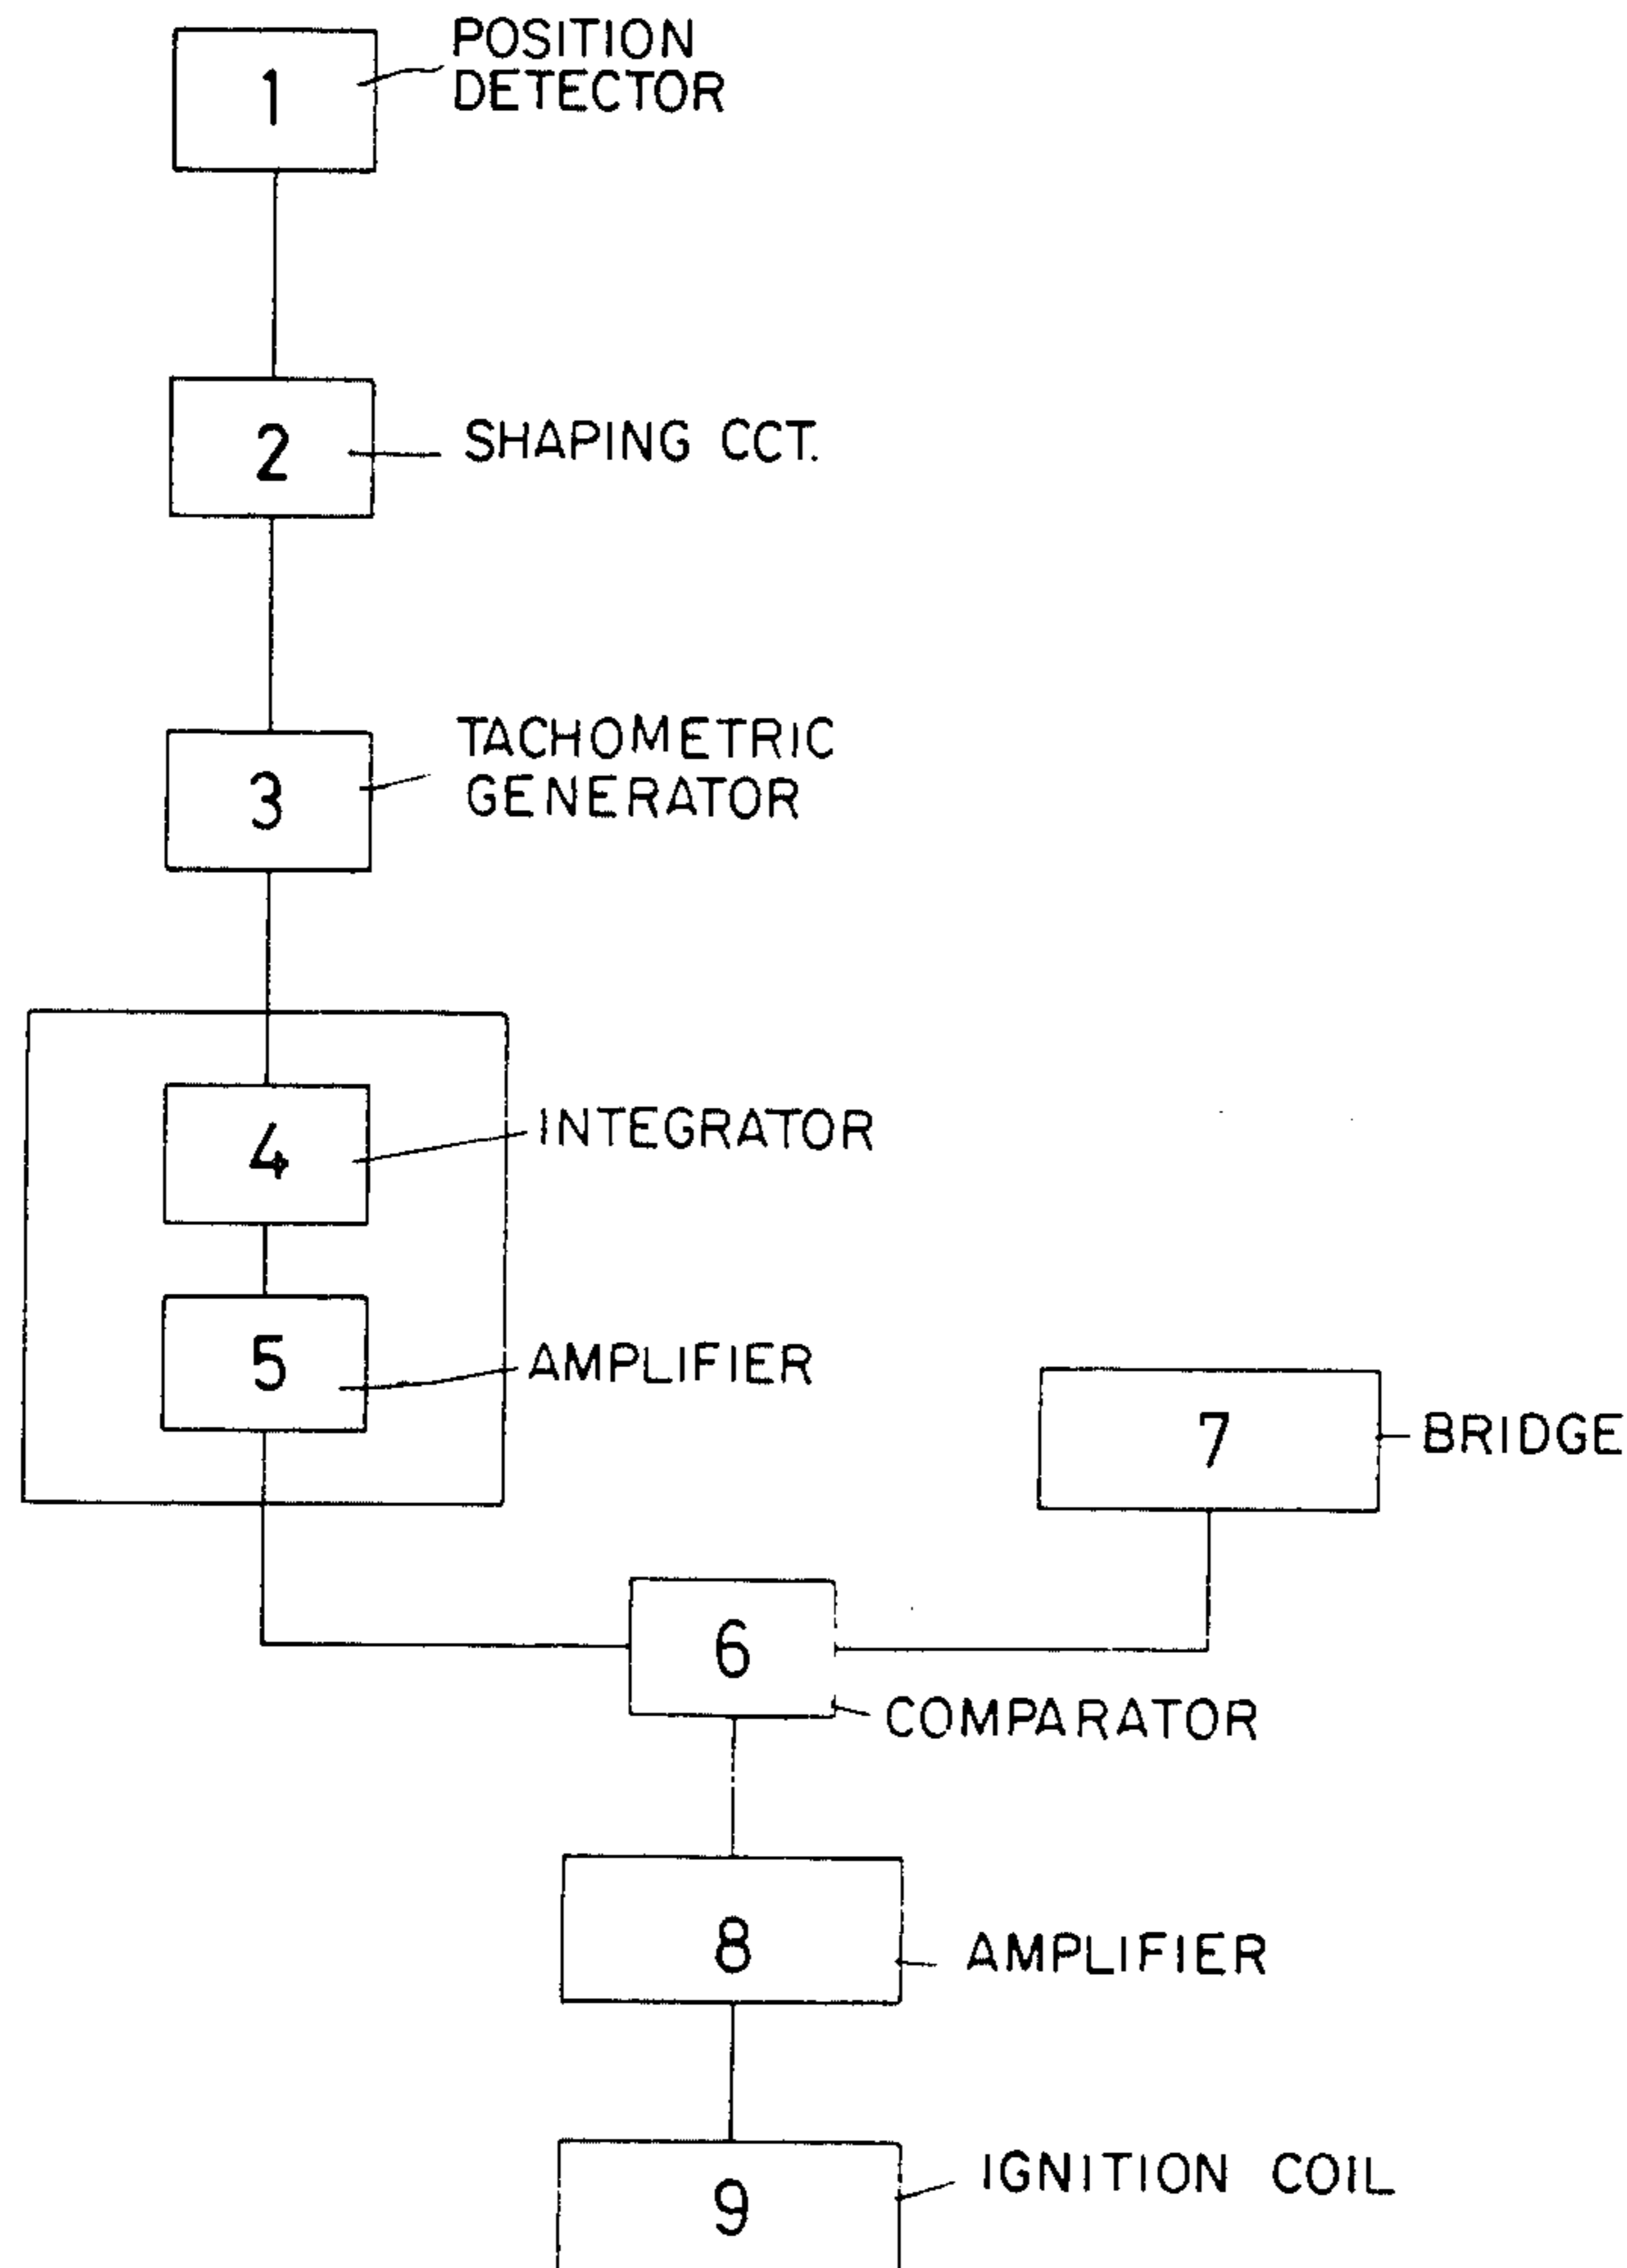 1
POSITION
DETECTOR
2
SHAPING CCT.
3
TACHOMETRIC
GENERATOR
4
INTEGRATOR
5
AMPLIFIER
7
BRIDGE
6
COMPARATOR
8
AMPLIFIER
9
IGNITION COIL